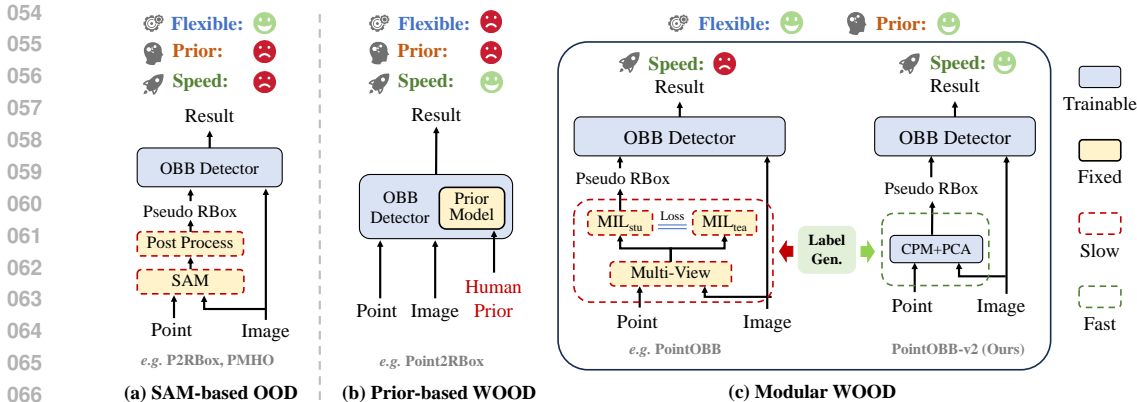 054
055
056
057
058
059
060
061
062
063
064
065
066
Flexible:
Prior:
Speed:
Result
OBB Detector
Pseudo RBox
Post Process
SAM
Point
Image
e.g. P2RBox, PMHO
(a) SAM-based OOD
Flexible:
Prior:
Speed:
Result
OBB
Detector
Prior
Model
Point
Image
Human
Prior
e.g. Point2RBox
(b) Prior-based WOOD
Flexible:
Prior:
Speed:
Result
OBB Detector
Pseudo RBox
MILstu
Loss
MILtea
Multi-View
Point
Image
e.g. PointOBB
Label
Gen.
Speed:
Result
OBB Detector
Pseudo RBox
CPM+PCA
Point
Image
PointOBB-v2 (Ours)
(c) Modular WOOD
Trainable
Fixed
Slow
Fast